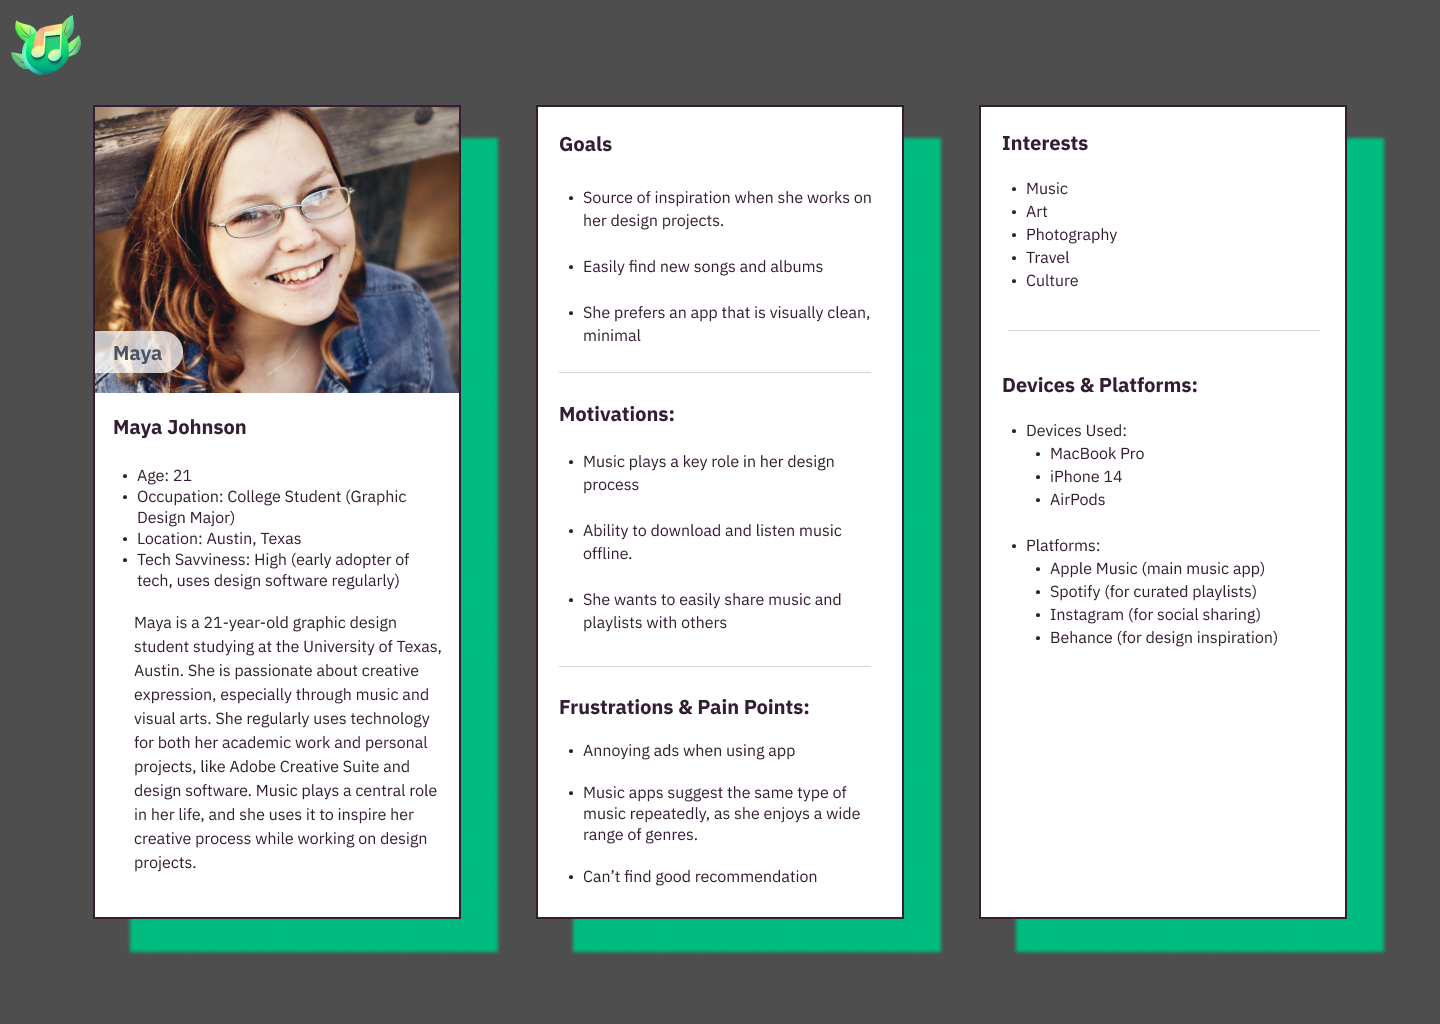 Maya
Maya Johnson
• Age: 21
• Occupation: College Student (Graphic
Design Major)
• Location: Austin, Texas
• Tech Savviness: High (early adopter of
tech, uses design software regularly)
Maya is a 21-year-old graphic design
student studying at the University of Texas,
Austin. She is passionate about creative
expression, especially through music and
visual arts. She regularly uses technology
for both her academic work and personal
projects, like Adobe Creative Suite and
design software. Music plays a central role
in her life, and she uses it to inspire her
creative process while working on design
projects.
Goals
• Source of inspiration when she works on
her design projects.
• Easily find new songs and albums
• She prefers an app that is visually clean,
minimal
Motivations:
• Music plays a key role in her design
process
• Ability to download and listen music
offline.
• She wants to easily share music and
playlists with others
Frustrations & Pain Points:
• Annoying ads when using app
• Music apps suggest the same type of
music repeatedly, as she enjoys a wide
range of genres.
• Can’t find good recommendation
Interests
• Music
• Art
• Photography
• Travel
• Culture
Devices & Platforms:
• Devices Used:
• MacBook Pro
• iPhone 14
• AirPods
• Platforms:
• Apple Music (main music app)
• Spotify (for curated playlists)
• Instagram (for social sharing)
• Behance (for design inspiration)